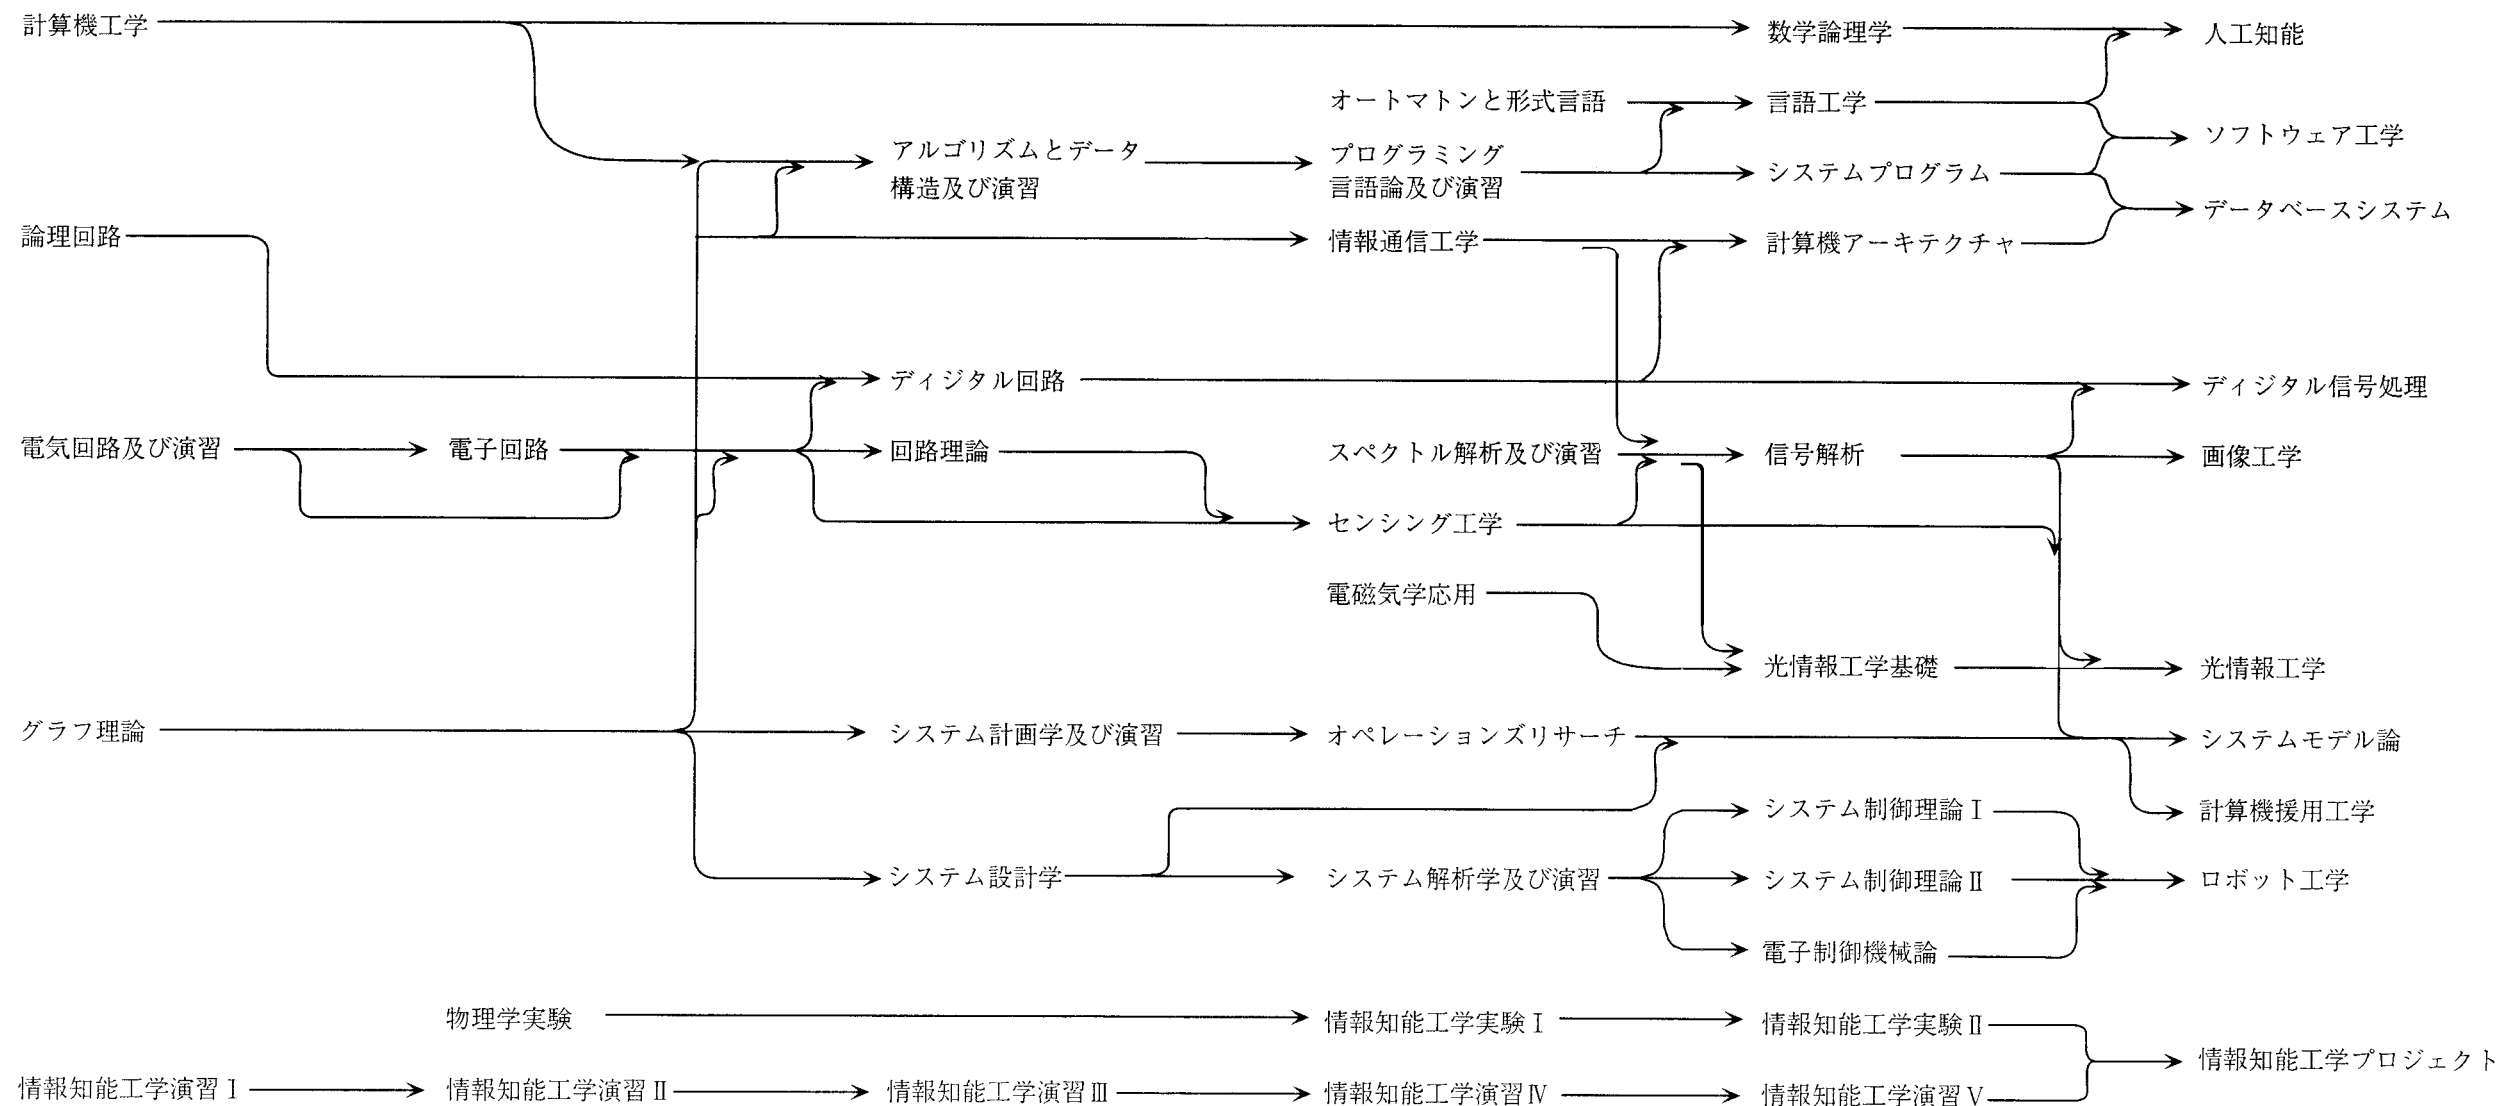 計算機工学
数学論理学
人工知能
オートマトンと形式言語
言語工学
アルゴリズムとデータ
構造及び演習
プログラミング
言語論及び演習
システムプログラム
ソフトウェア工学
データベースシステム
論理回路
情報通信工学
計算機アーキテクチャ
ディジタル回路
ディジタル信号処理
電気回路及び演習
電子回路
回路理論
スペクトル解析及び演習
信号解析
画像工学
センシング工学
電磁気学応用
光情報工学基礎
光情報工学
グラフ理論
システム計画学及び演習
オペレーションズリサーチ
システムモデル論
システム制御理論Ⅰ
計算機援用工学
システム設計学
システム解析学及び演習
システム制御理論Ⅱ
ロボット工学
電子制御機械論
物理学実験
情報知能工学実験Ⅰ
情報知能工学実験Ⅱ
情報知能工学プロジェクト
情報知能工学演習Ⅰ
情報知能工学演習Ⅱ
情報知能工学演習Ⅲ
情報知能工学演習Ⅳ
情報知能工学演習Ⅴ